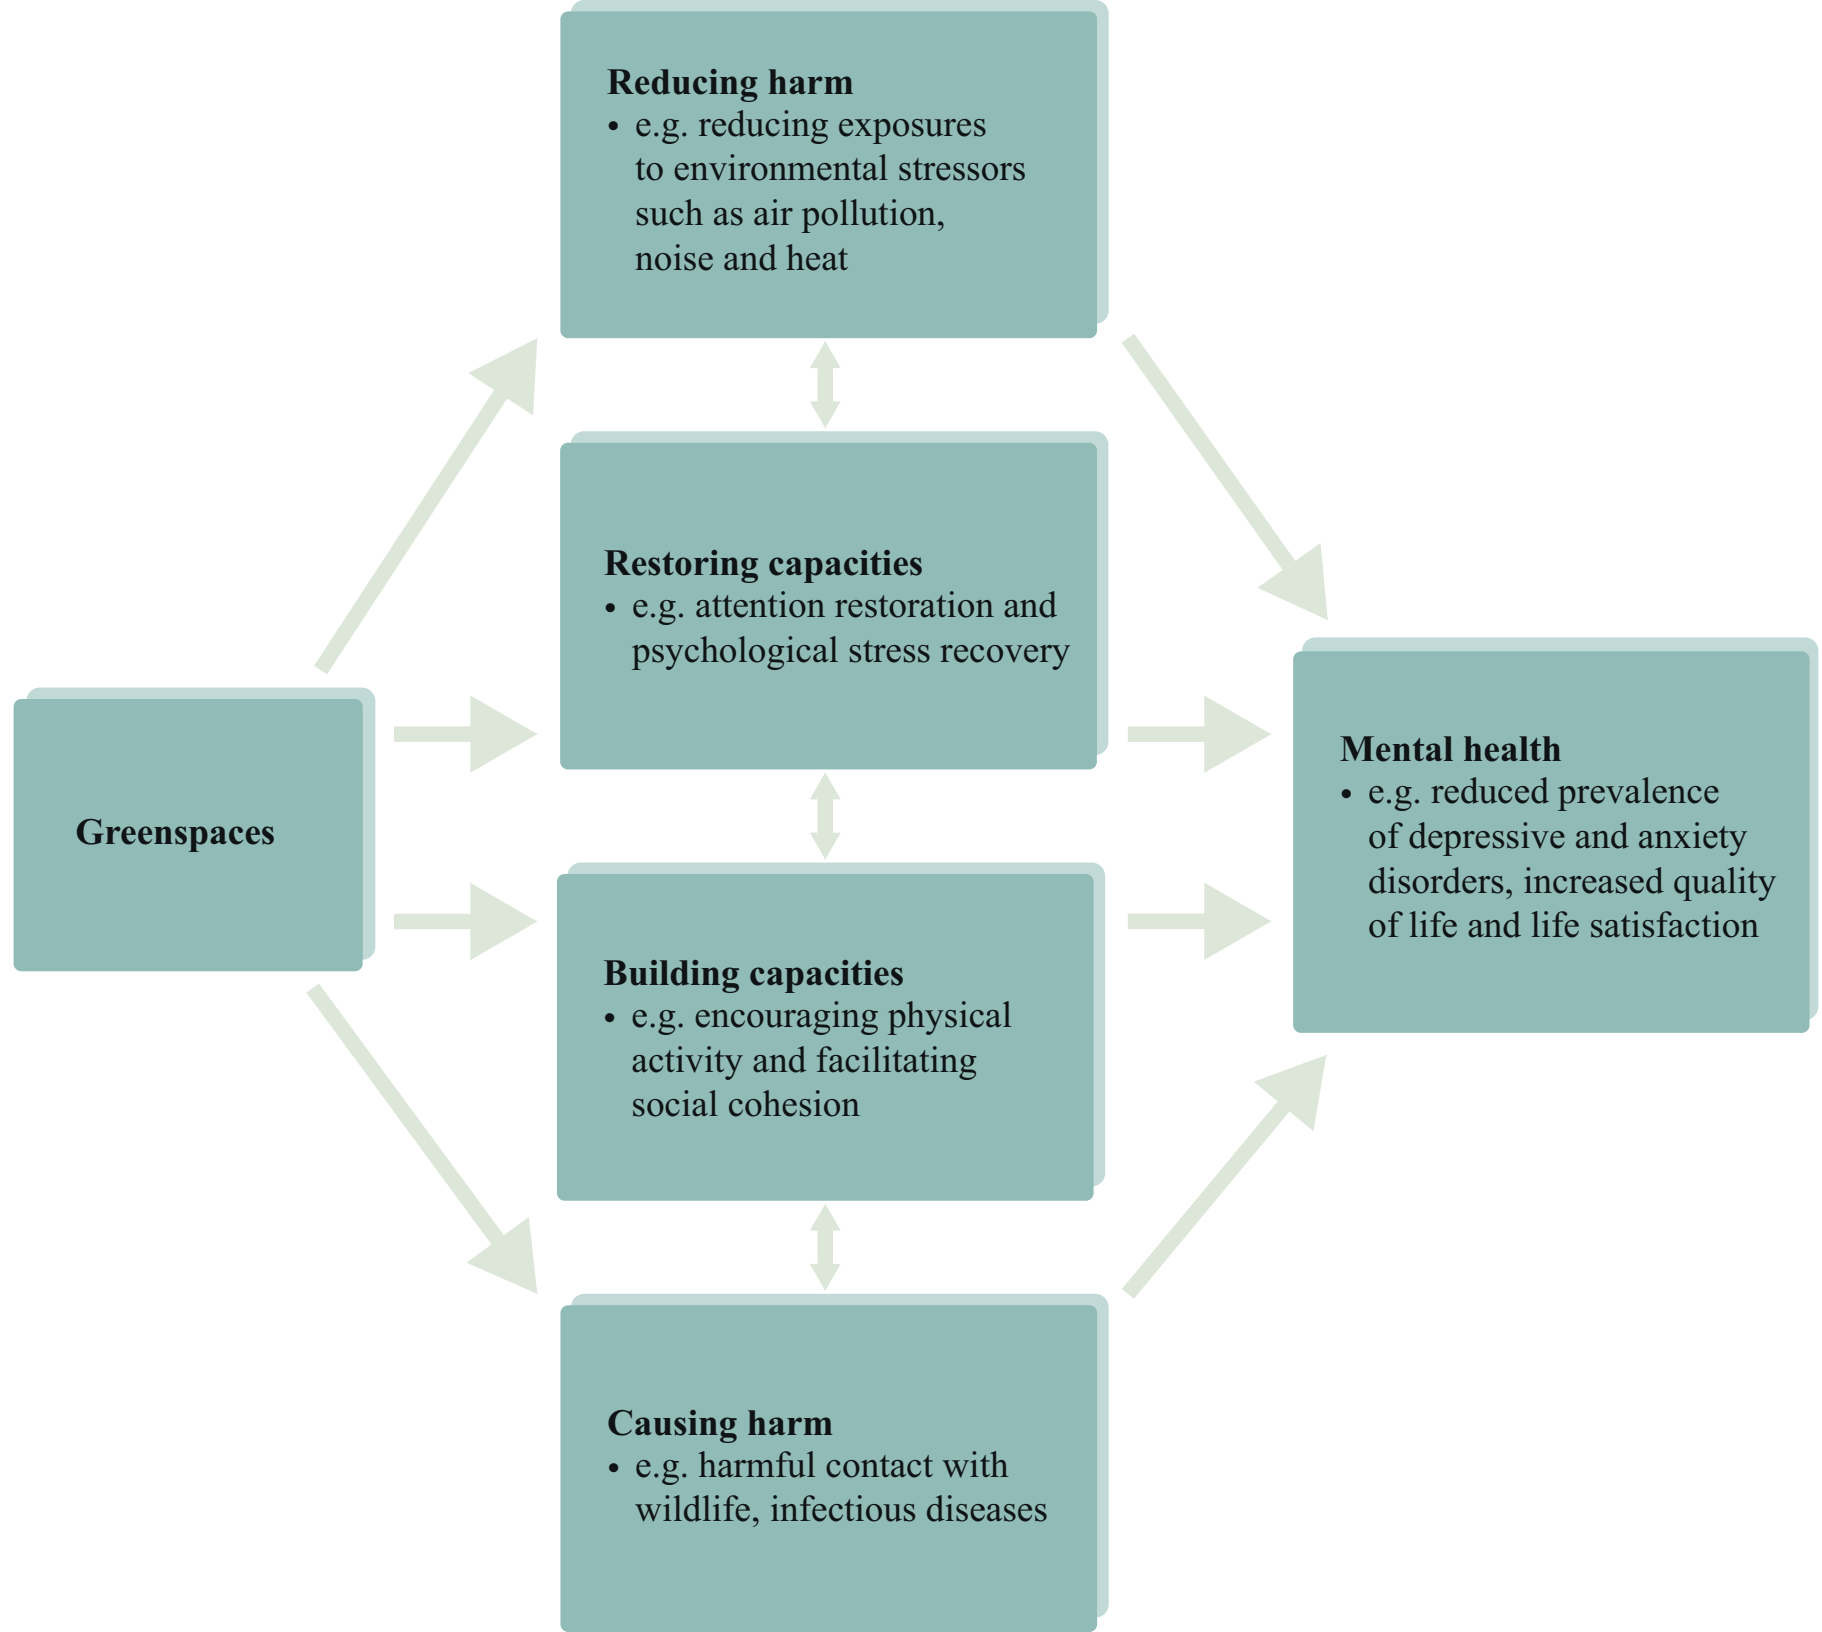 Reducing harm
• e.g. reducing exposures
to environmental stressors
such as air pollution,
noise and heat
Restoring capacities
• e.g. attention restoration and
psychological stress recovery
Greenspaces
Building capacities
• e.g. encouraging physical
activity and facilitating
social cohesion
Causing harm
• e.g. harmful contact with
wildlife, infectious diseases
Mental health
• e.g. reduced prevalence
of depressive and anxiety
disorders, increased quality
of life and life satisfaction